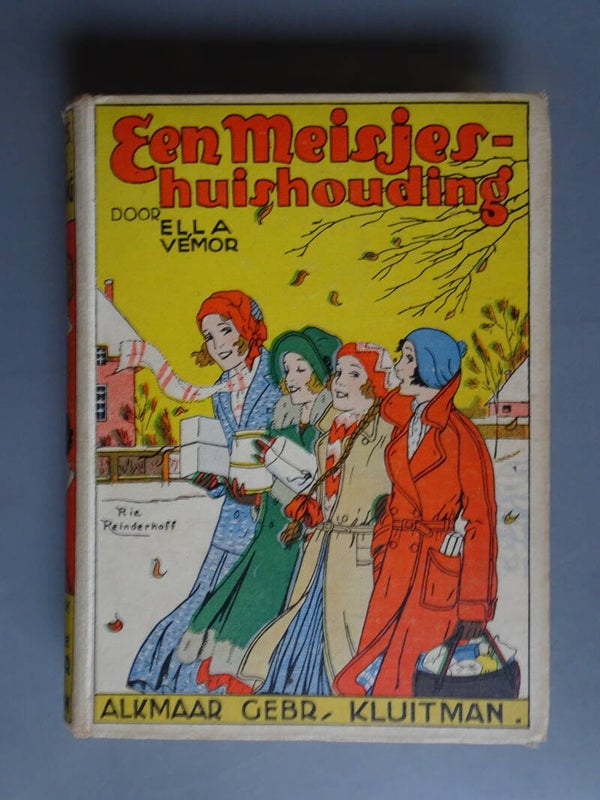 Een Meisjes-
huishouding
DOOR ELLA
VEMOR
Rie
Reinderhoff
ALKMAAR GEBR, KLUITMAN.